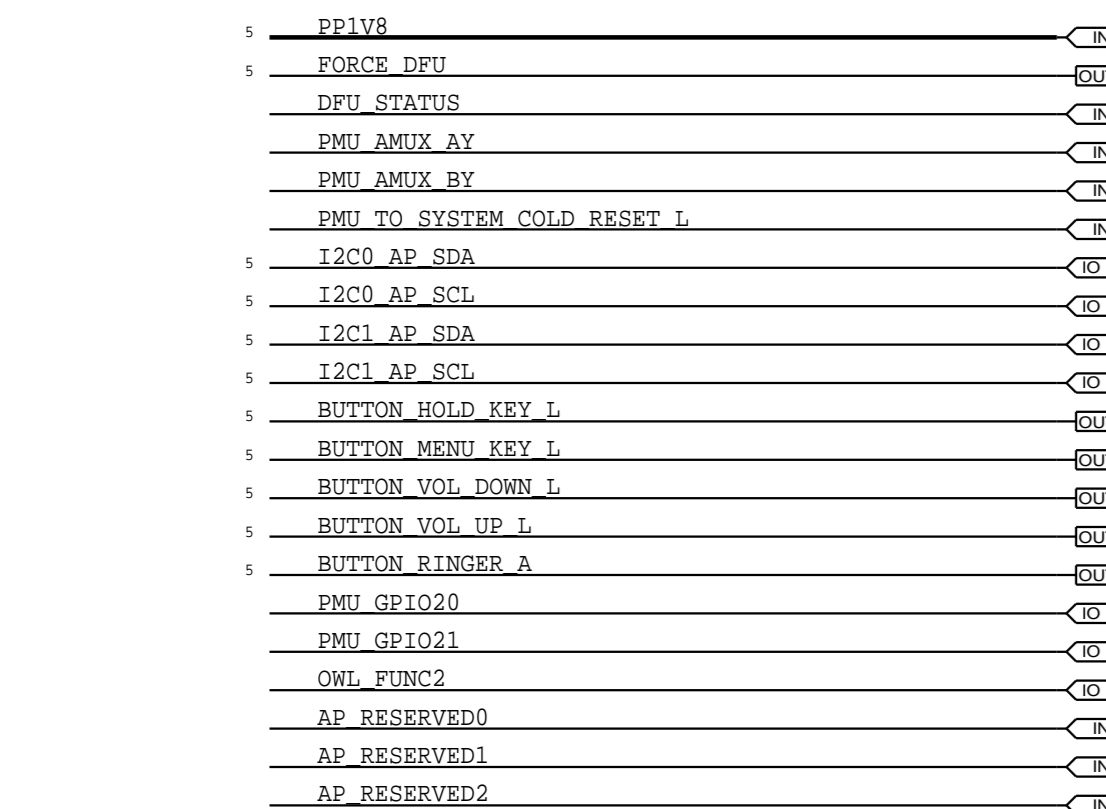 5 PP1V8 IN
5 FORCE_DFU OUT
DFU_STATUS IN
PMU_AMUX_AY IN
PMU_AMUX_BY IN
PMU_TO_SYSTEM_COLD_RESET_L IN
5 I2C0_AP_SDA IO
5 I2C0_AP_SCL IO
5 I2C1_AP_SDA IO
5 I2C1_AP_SCL IO
5 BUTTON_HOLD_KEY_L OUT
5 BUTTON_MENU_KEY_L OUT
5 BUTTON_VOL_DOWN_L OUT
5 BUTTON_VOL_UP_L OUT
5 BUTTON_RINGER_A OUT
PMU_GPIO20 IO
PMU_GPIO21 IO
OWL_FUNC2 IO
AP_RESERVED0 IN
AP_RESERVED1 IN
AP_RESERVED2 IN